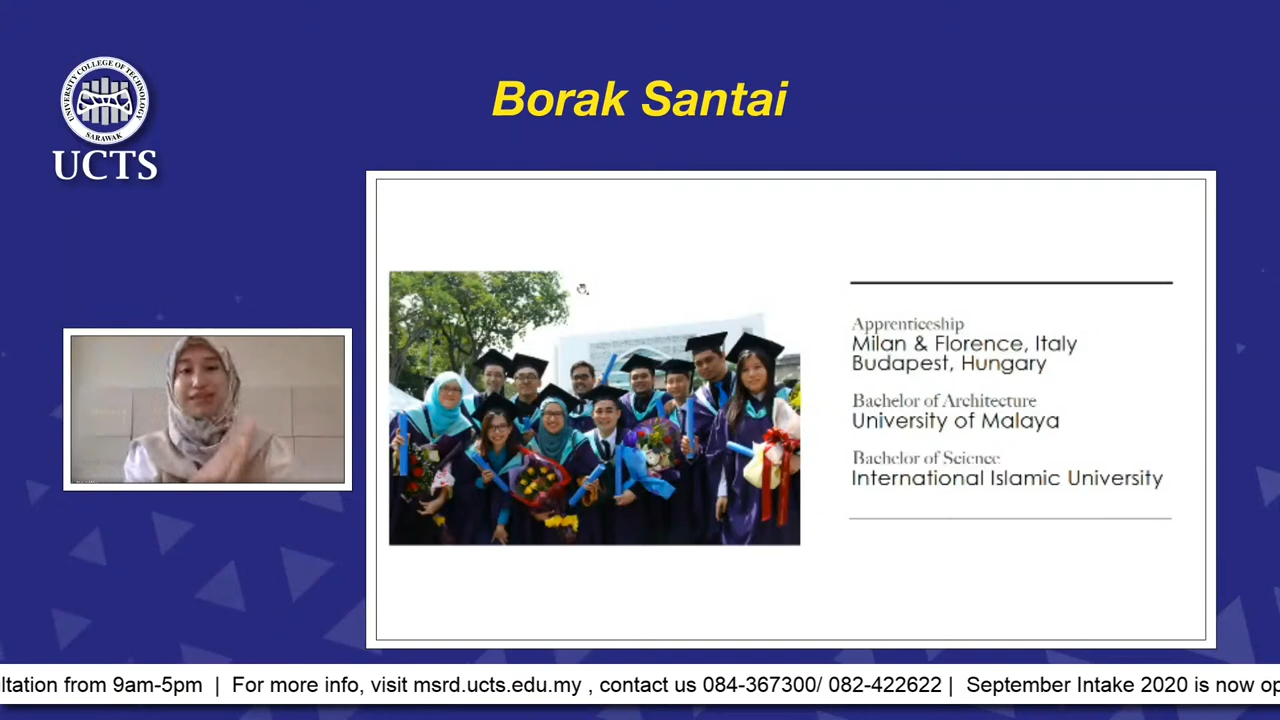 UNIVERSITY COLLEGE OF TECHNOLOGY
SARAWAK
UCTS
Borak Santai
Apprenticeship
Milan & Florence, Italy
Budapest, Hungary
Bachelor of Architecture
University of Malaya
Bachelor of Science
International Islamic University
ltation from 9am-5pm | For more info, visit msrd.ucts.edu.my , contact us 084-367300/ 082-422622 | September Intake 2020 is now op